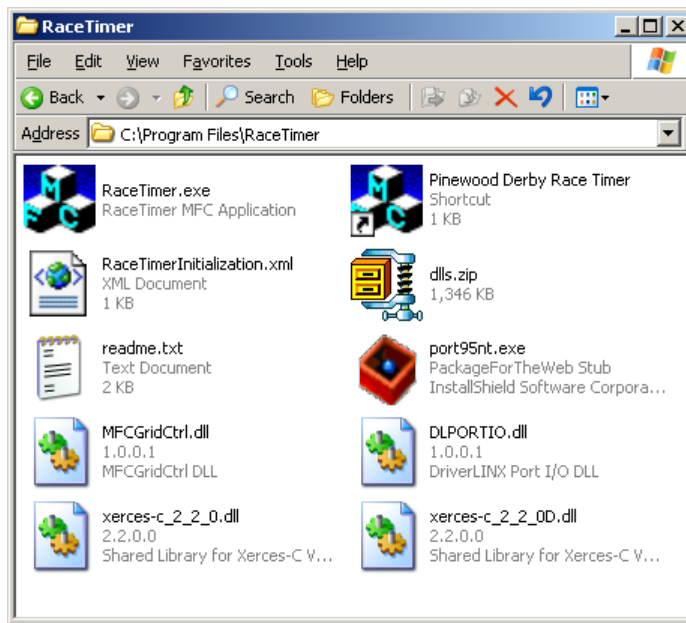 RaceTimer
File Edit View Favorites Tools Help
Back Search Folders
Address C:\Program Files\RaceTimer
RaceTimer.exe
RaceTimer MFC Application
Pinewood Derby Race Timer
Shortcut
1 KB
RaceTimerInitialization.xml
XML Document
1 KB
dlls.zip
1,346 KB
readme.txt
Text Document
2 KB
port95nt.exe
PackageForTheWeb Stub
InstallShield Software Corpora...
MFCGridCtrl.dll
1.0.0.1
MFCGridCtrl DLL
DLPORTIO.dll
1.0.0.1
DriverLINX Port I/O DLL
xerces-c_2_2_0.dll
2.2.0.0
Shared Library for Xerces-C V...
xerces-c_2_2_0D.dll
2.2.0.0
Shared Library for Xerces-C V...